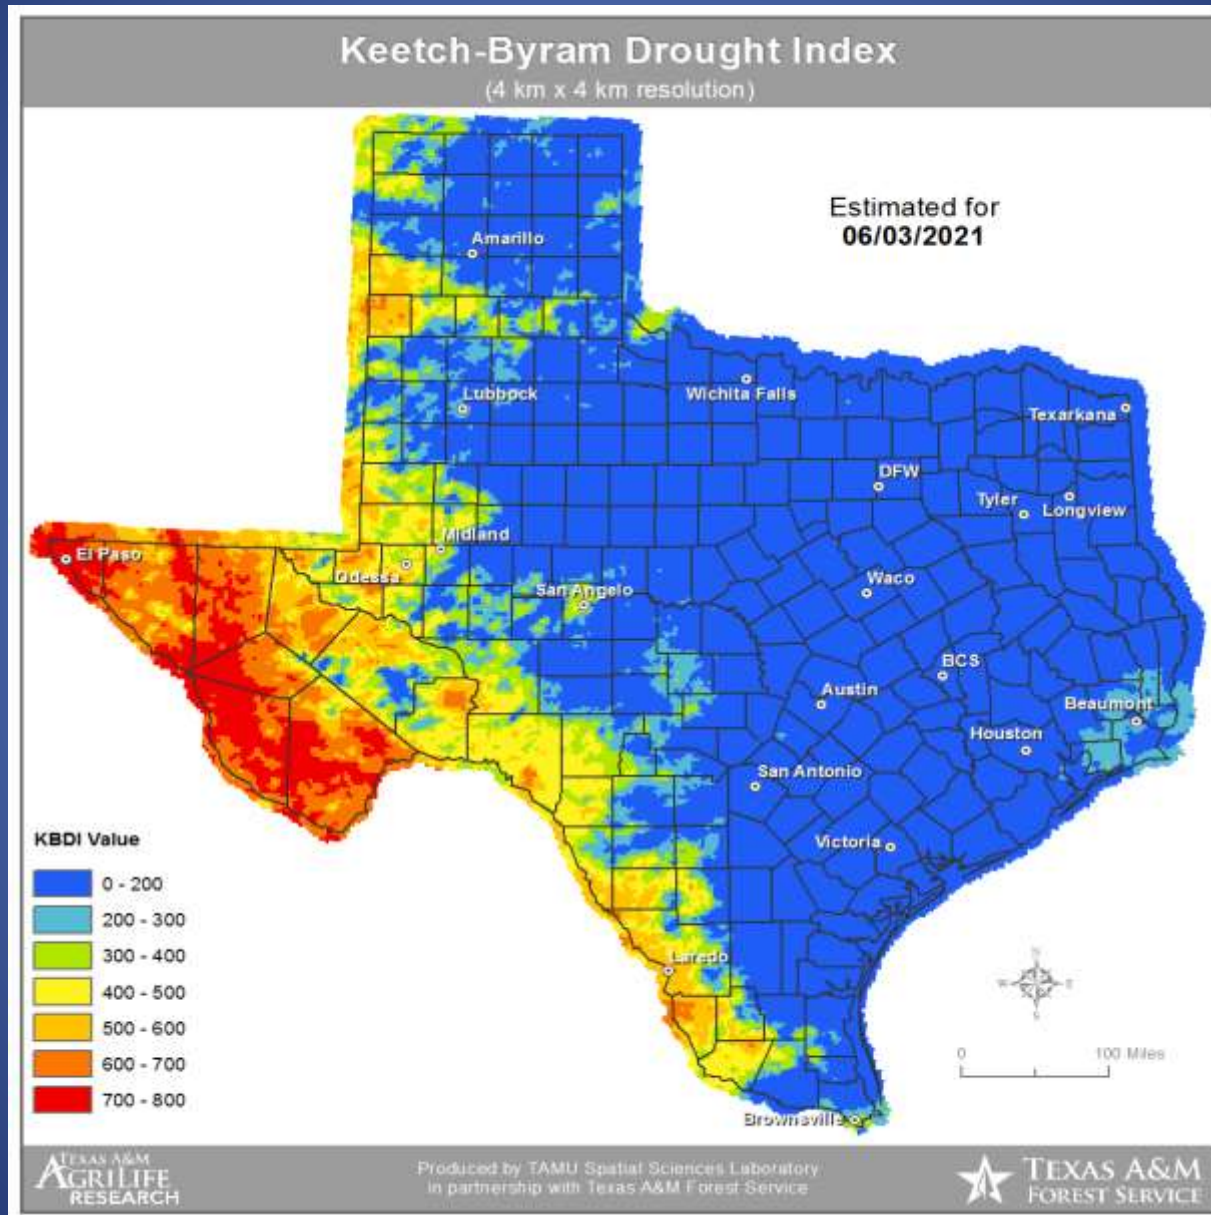 Keetch-Byram Drought Index
(4 km x 4 km resolution)
Estimated for
06/03/2021
Amarillo
Lubbock
Wichita Falls
Texarkana
DFW
Tyler
Longview
Midland
El Paso
Odessa
San Angelo
Waco
BCS
Austin
Beaumont
Houston
San Antonio
Victoria
Laredo
Brownsville
KBDI Value
0 - 200
200 - 300
300 - 400
400 - 500
500 - 600
600 - 700
700 - 800
N
W E
S
0 100 Miles
TEXAS A&M
AGRILIFE
RESEARCH
Produced by TAMU Spatial Sciences Laboratory
in partnership with Texas A&M Forest Service
TEXAS A&M
FOREST SERVICE